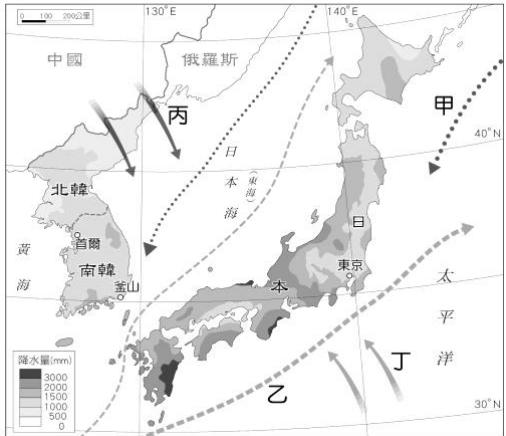 0 100 200公里
130°E
140°E
中國
俄羅斯
丙
甲
40°N
日本海
(東海)
北韓
首爾
黃海
南韓
釜山
日
本
東京
太平洋
乙
丁
30°N
降水量(mm)
3000
2000
1500
1000
500
0